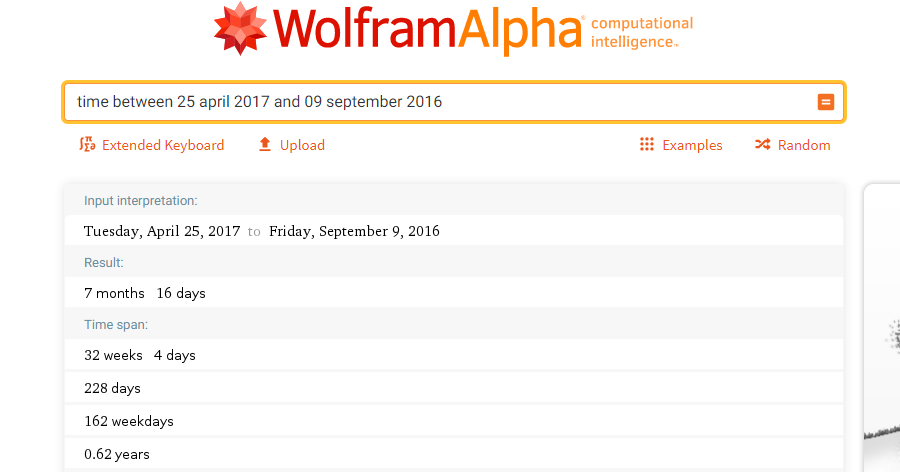 WolframAlpha computational intelligence™
time between 25 april 2017 and 09 september 2016
Extended Keyboard Upload Examples Random
Input interpretation:
Tuesday, April 25, 2017 to Friday, September 9, 2016
Result:
7 months 16 days
Time span:
32 weeks 4 days
228 days
162 weekdays
0.62 years